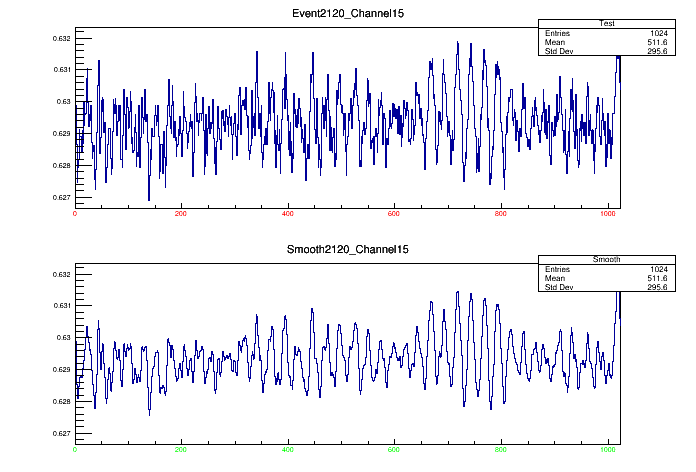 Event2120_Channel15
Test
Entries 1024
Mean 511.6
Std Dev 295.6
0.632
0.631
0.63
0.629
0.628
0.627
0 200 400 600 800 1000
Smooth2120_Channel15
Smooth
Entries 1024
Mean 511.6
Std Dev 295.6
0.632
0.631
0.63
0.629
0.628
0.627
0 200 400 600 800 1000